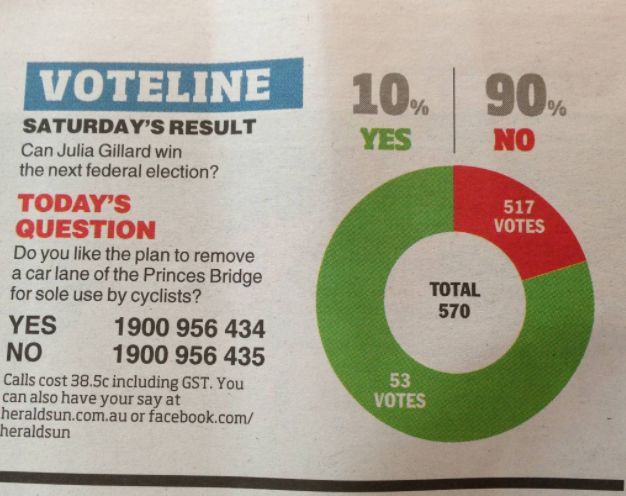 VOTELINE
SATURDAY'S RESULT
Can Julia Gillard win
the next federal election?
TODAY'S
QUESTION
Do you like the plan to remove
a car lane of the Princes Bridge
for sole use by cyclists?
YES 1900 956 434
NO 1900 956 435
Calls cost 38.5c including GST. You
can also have your say at
heraldsun.com.au or facebook.com/
heraldsun
10% 90%
YES NO
517
VOTES
TOTAL
570
53
VOTES